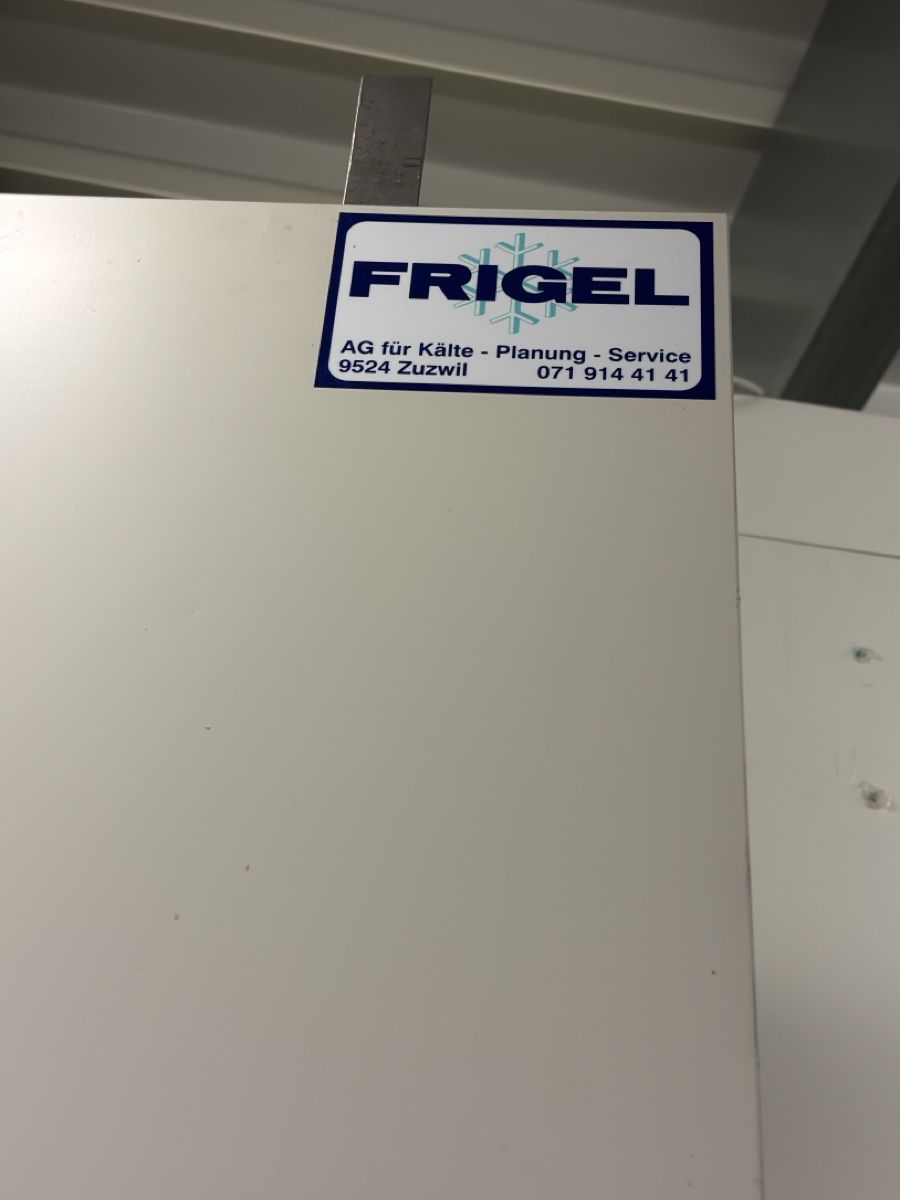 FRIGEL
AG für Kälte - Planung - Service
9524 Zuzwil 071 914 41 41